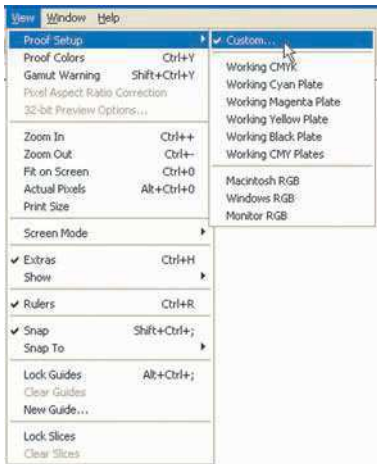 View Window Help
Proof Setup
Proof Colors Ctrl+Y
Gamut Warning Shift+Ctrl+Y
Pixel Aspect Ratio Correction
32-bit Preview Options...
Zoom In Ctrl++
Zoom Out Ctrl+-
Fit on Screen Ctrl+0
Actual Pixels Alt+Ctrl+0
Print Size
Screen Mode
Extras Ctrl+H
Show
Rulers Ctrl+R
Snap Shift+Ctrl+;
Snap To
Lock Guides Alt+Ctrl+;
Clear Guides
New Guide...
Lock Slices
Clear Slices
Custom...
Working CMYK
Working Cyan Plate
Working Magenta Plate
Working Yellow Plate
Working Black Plate
Working CMY Plates
Macintosh RGB
Windows RGB
Monitor RGB